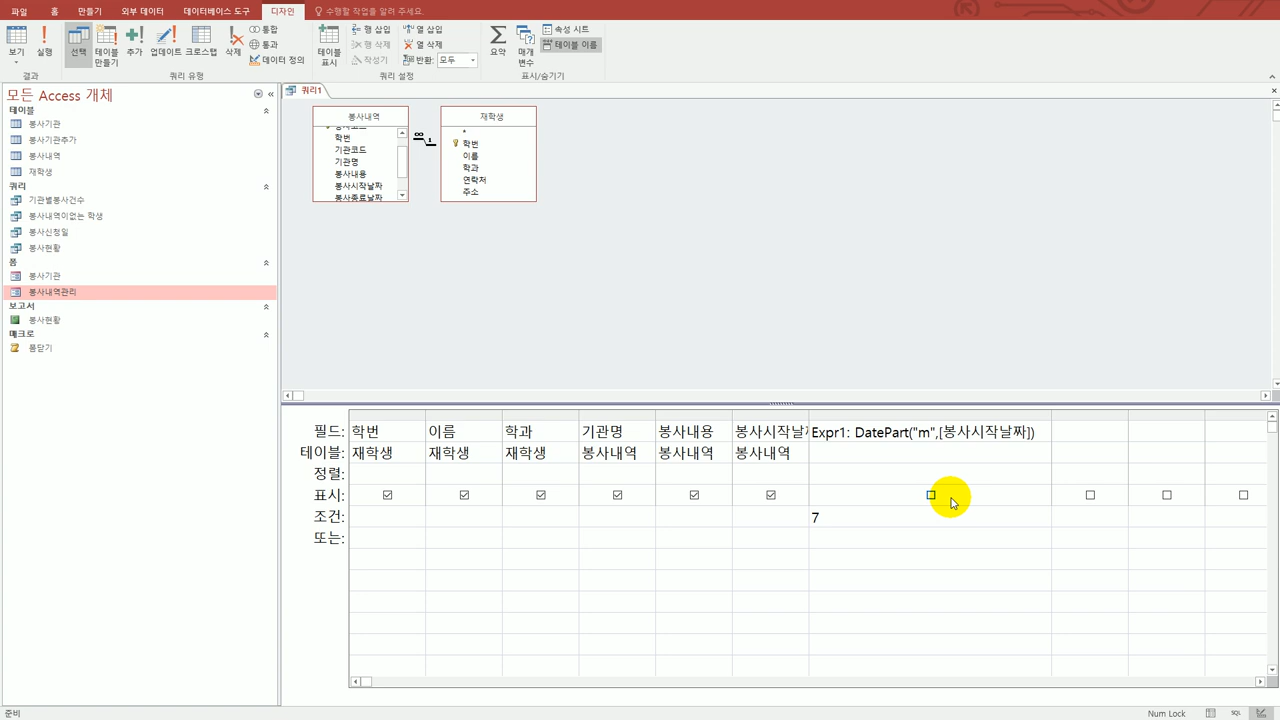 파일 홈 만들기 외부 데이터 데이터베이스 도구 디자인 수행할 작업을 알려 주세요.
보기 실행 선택 테이블 만들기 추가 업데이트 크로스탭 삭제 통합 통과 데이터 정의 테이블 표시 행 삽입 행 삭제 작성기 열 삽입 열 삭제 반환: 모두 요약 매개 변수 속성 시트 테이블 이름
결과 쿼리 유형 쿼리 설정 표시/숨기기
모든 Access 개체
테이블
봉사기관
봉사기관추가
봉사내역
재학생
쿼리
기관별봉사건수
봉사내역이없는 학생
봉사신청일
봉사현황
폼
봉사기관
봉사내역관리
보고서
봉사현황
매크로
폼닫기
쿼리1
봉사내역
학번
기관코드
기관명
봉사내용
봉사시작날짜
봉사종료날짜
∞ 1
재학생
*
학번
이름
학과
연락처
주소
필드: 학번 이름 학과 기관명 봉사내용 봉사시작날 Expr1: DatePart("m",[봉사시작날짜])
테이블: 재학생 재학생 재학생 봉사내역 봉사내역 봉사내역
정렬:
표시:
조건: 7
또는:
준비 Num Lock SQL